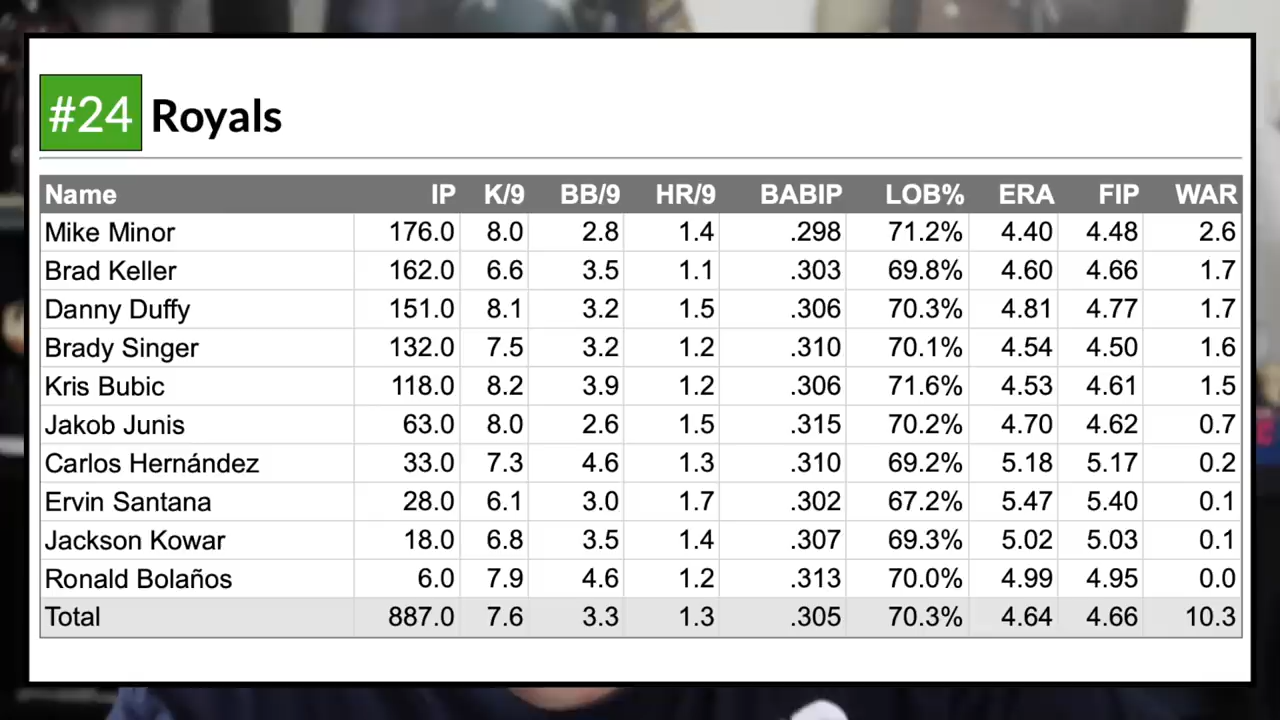 #24 Royals
Name IP K/9 BB/9 HR/9 BABIP LOB% ERA FIP WAR
Mike Minor 176.0 8.0 2.8 1.4 .298 71.2% 4.40 4.48 2.6
Brad Keller 162.0 6.6 3.5 1.1 .303 69.8% 4.60 4.66 1.7
Danny Duffy 151.0 8.1 3.2 1.5 .306 70.3% 4.81 4.77 1.7
Brady Singer 132.0 7.5 3.2 1.2 .310 70.1% 4.54 4.50 1.6
Kris Bubic 118.0 8.2 3.9 1.2 .306 71.6% 4.53 4.61 1.5
Jakob Junis 63.0 8.0 2.6 1.5 .315 70.2% 4.70 4.62 0.7
Carlos Hernández 33.0 7.3 4.6 1.3 .310 69.2% 5.18 5.17 0.2
Ervin Santana 28.0 6.1 3.0 1.7 .302 67.2% 5.47 5.40 0.1
Jackson Kowar 18.0 6.8 3.5 1.4 .307 69.3% 5.02 5.03 0.1
Ronald Bolaños 6.0 7.9 4.6 1.2 .313 70.0% 4.99 4.95 0.0
Total 887.0 7.6 3.3 1.3 .305 70.3% 4.64 4.66 10.3